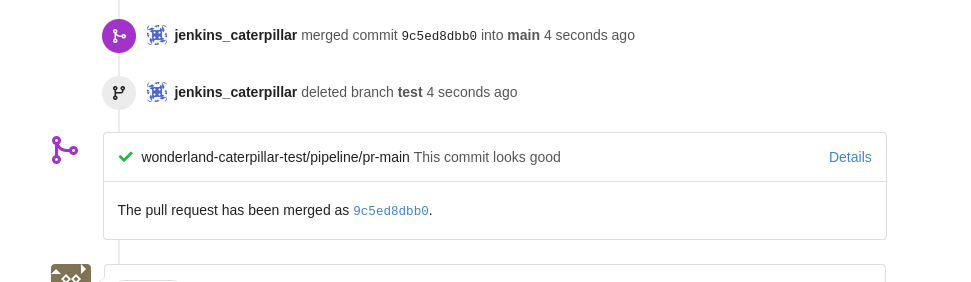 jenkins_caterpillar merged commit 9c5ed8dbb0 into main 4 seconds ago
jenkins_caterpillar deleted branch test 4 seconds ago
wonderland-caterpillar-test/pipeline/pr-main This commit looks good Details
The pull request has been merged as 9c5ed8dbb0.